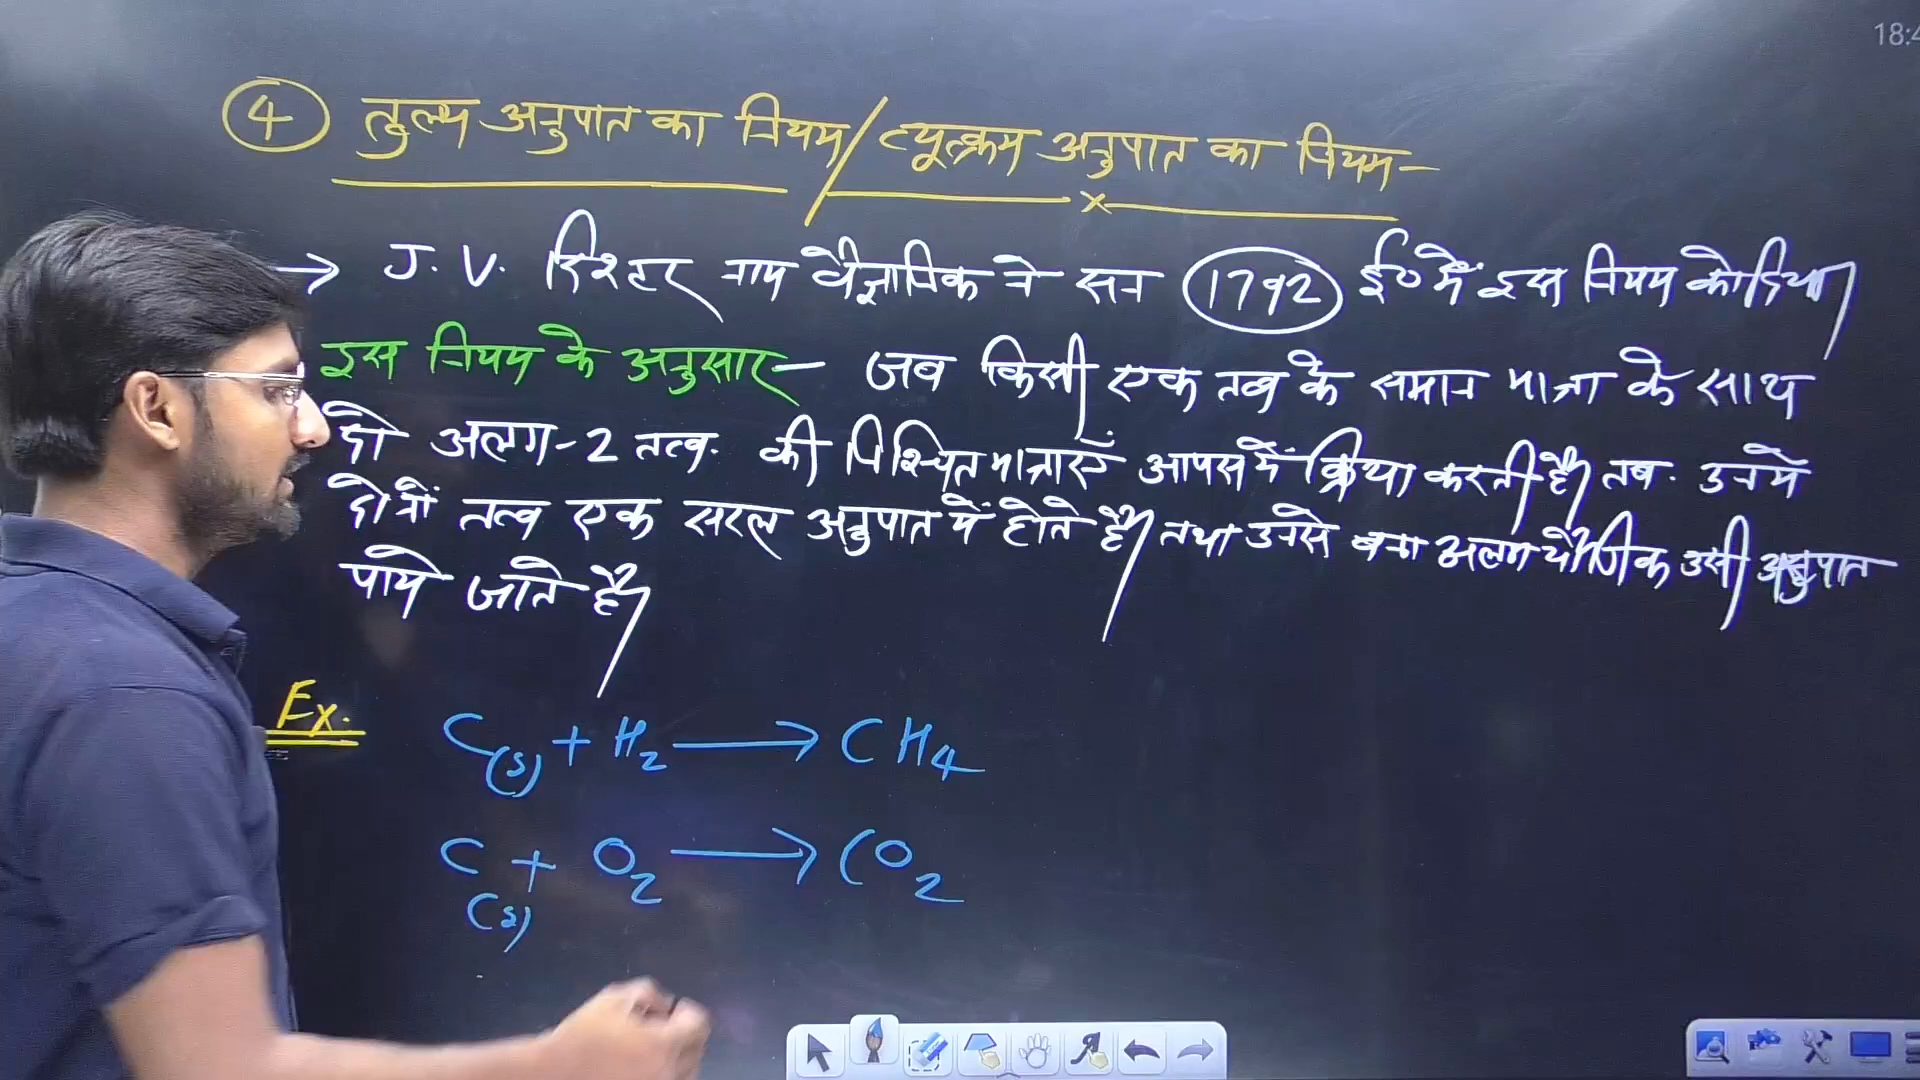 18:4
④ तुल्य अनुपात का नियम/व्युत्क्रम अनुपात का नियम-
→ J. V. रिश्टर नाम वैज्ञानिक ने सन 1792 ई० में इस नियम को दिया।
इस नियम के अनुसार- जब किसी एक तत्व के समान मात्रा के साथ
दो अलग-2 तत्व की निश्चित मात्राएँ आपस में क्रिया करती है। तब उनमे
दोनों तत्व एक सरल अनुपात में होते है। तथा उनसे बना अलग यौगिक उसी अनुपात
पाये जाते है।
Ex.
C(s) + H₂ ⟶ CH₄
C(s) + O₂ ⟶ CO₂